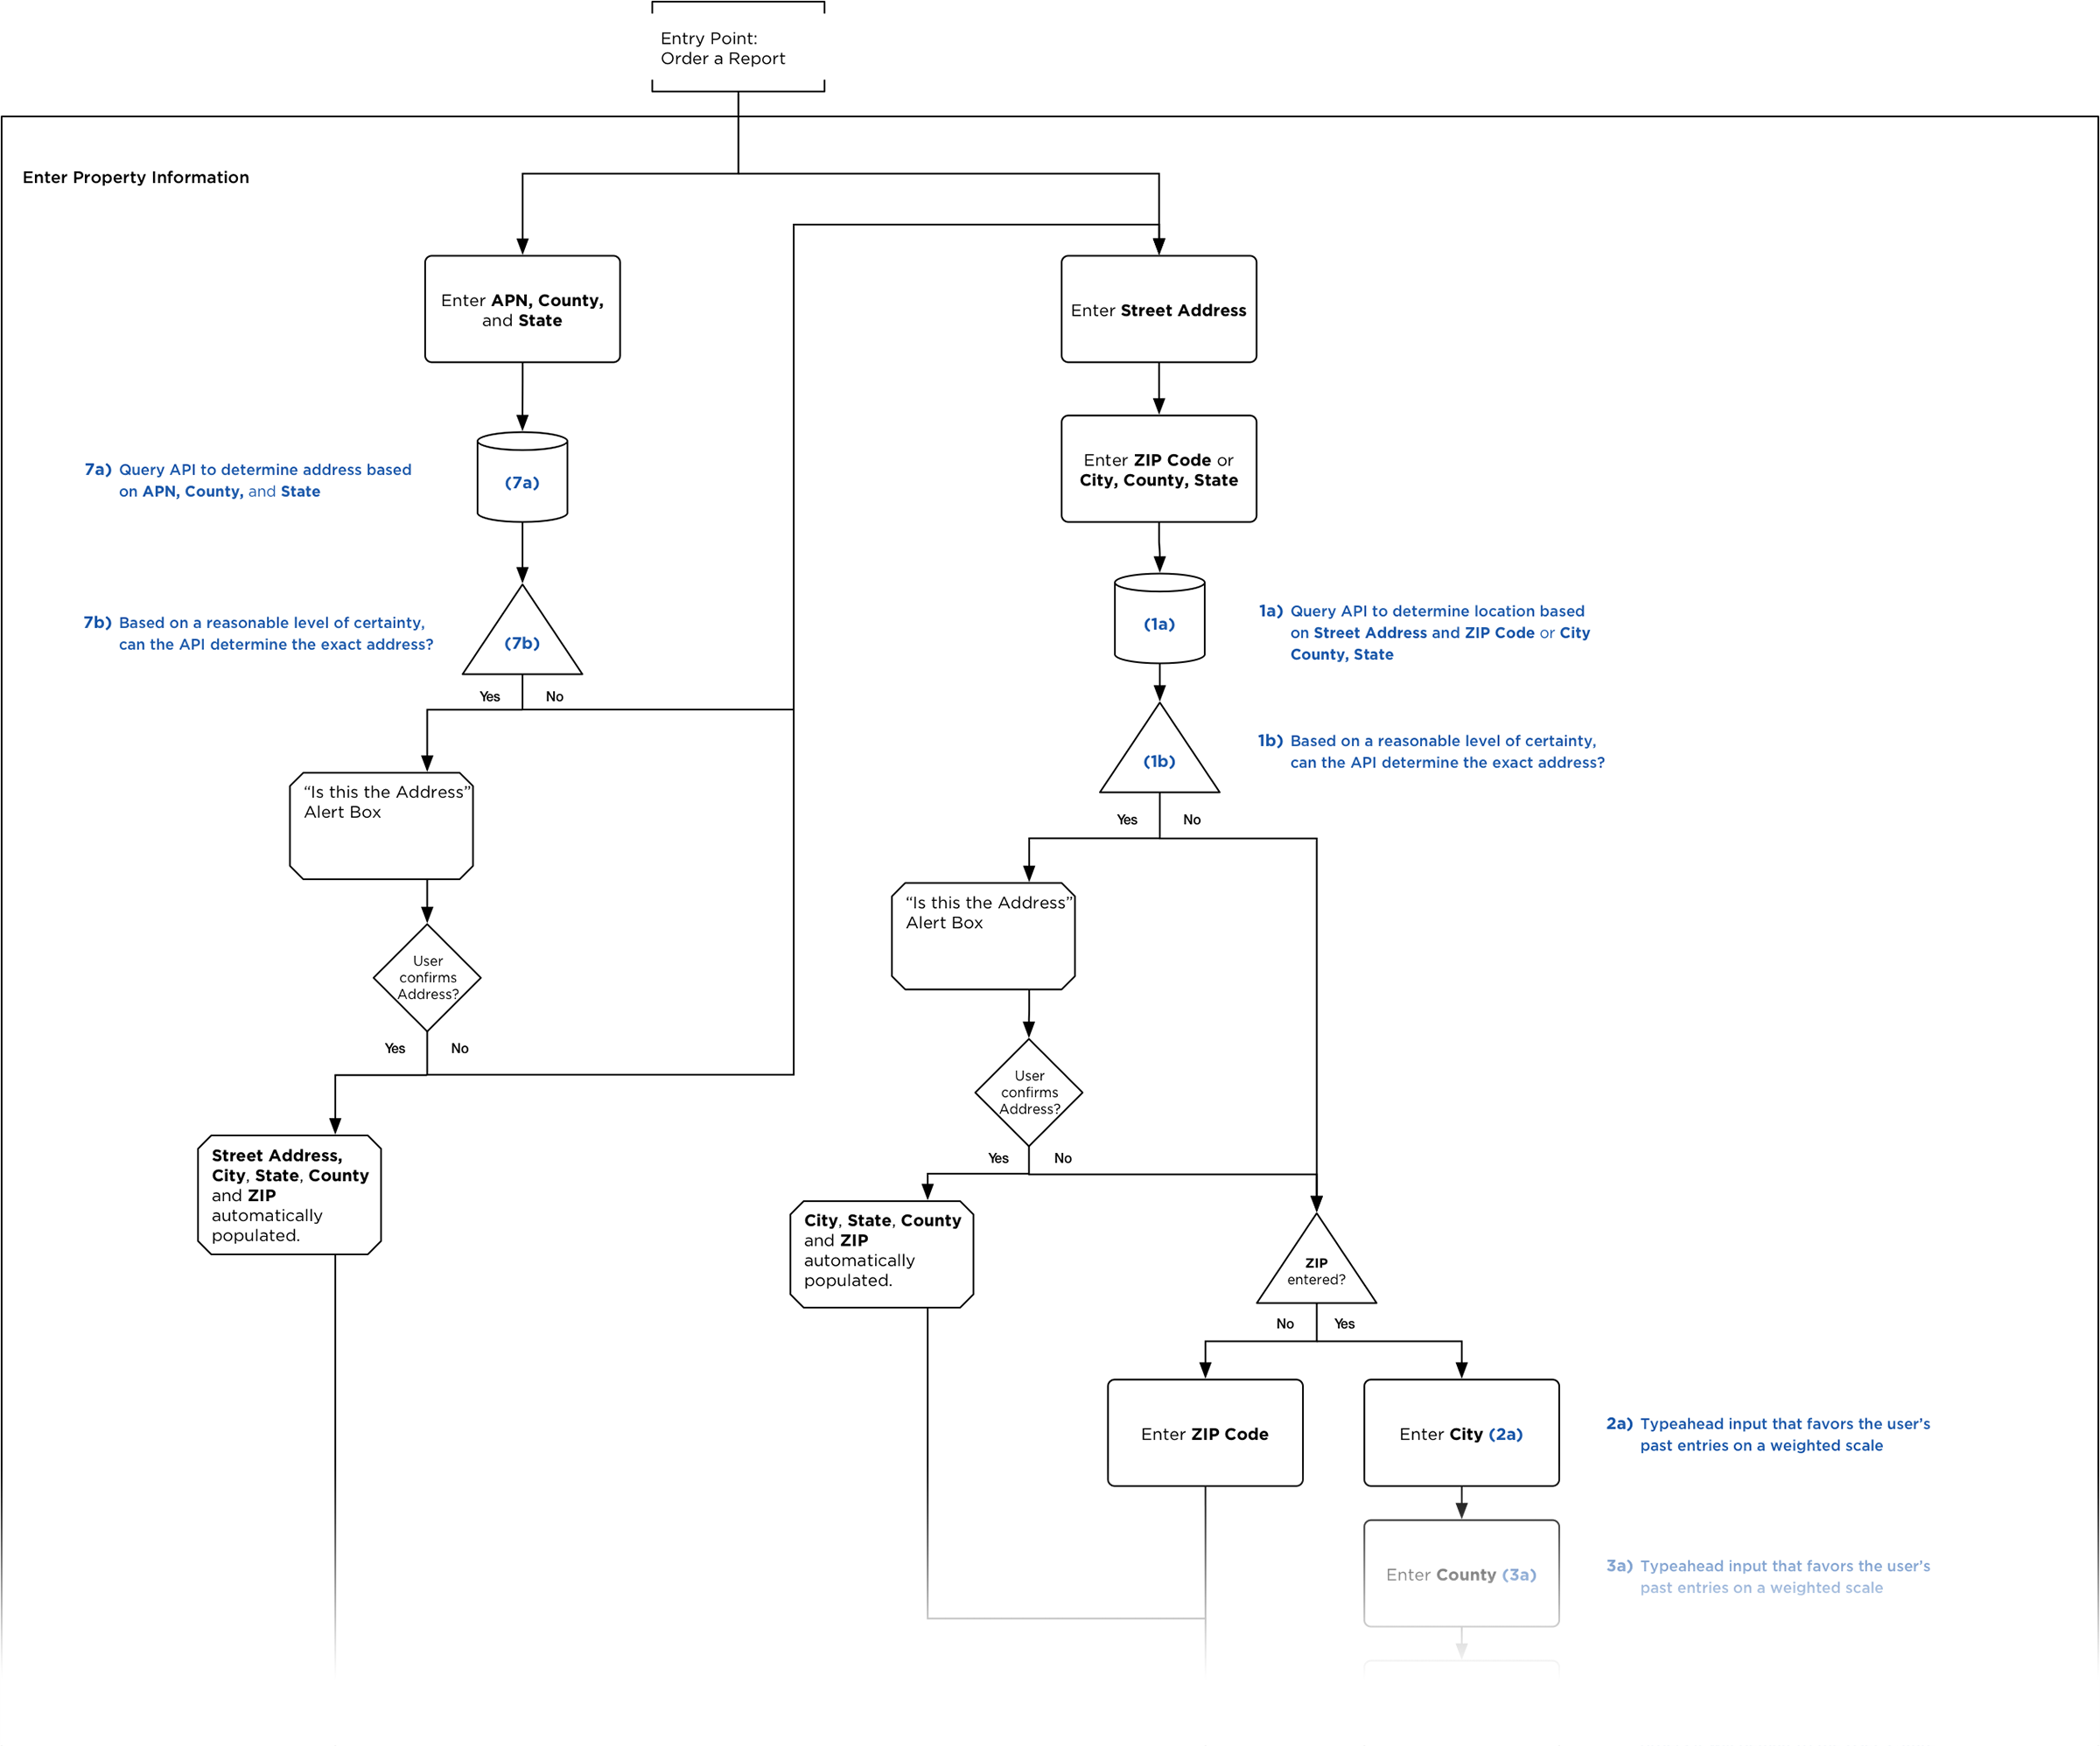 Entry Point:
Order a Report
Enter Property Information
Enter APN, County,
and State
Enter Street Address
7a) Query API to determine address based
on APN, County, and State
(7a)
Enter ZIP Code or
City, County, State
7b) Based on a reasonable level of certainty,
can the API determine the exact address?
(7b)
Yes No
(1a)
1a) Query API to determine location based
on Street Address and ZIP Code or City
County, State
“Is this the Address”
Alert Box
(1b)
1b) Based on a reasonable level of certainty,
can the API determine the exact address?
Yes No
User
confirms
Address?
Yes No
“Is this the Address”
Alert Box
User
confirms
Address?
Yes No
Street Address,
City, State, County
and ZIP
automatically
populated.
City, State, County
and ZIP
automatically
populated.
ZIP
entered?
No Yes
Enter ZIP Code
Enter City (2a)
2a) Typeahead input that favors the user’s
past entries on a weighted scale
Enter County (3a)
3a) Typeahead input that favors the user’s
past entries on a weighted scale